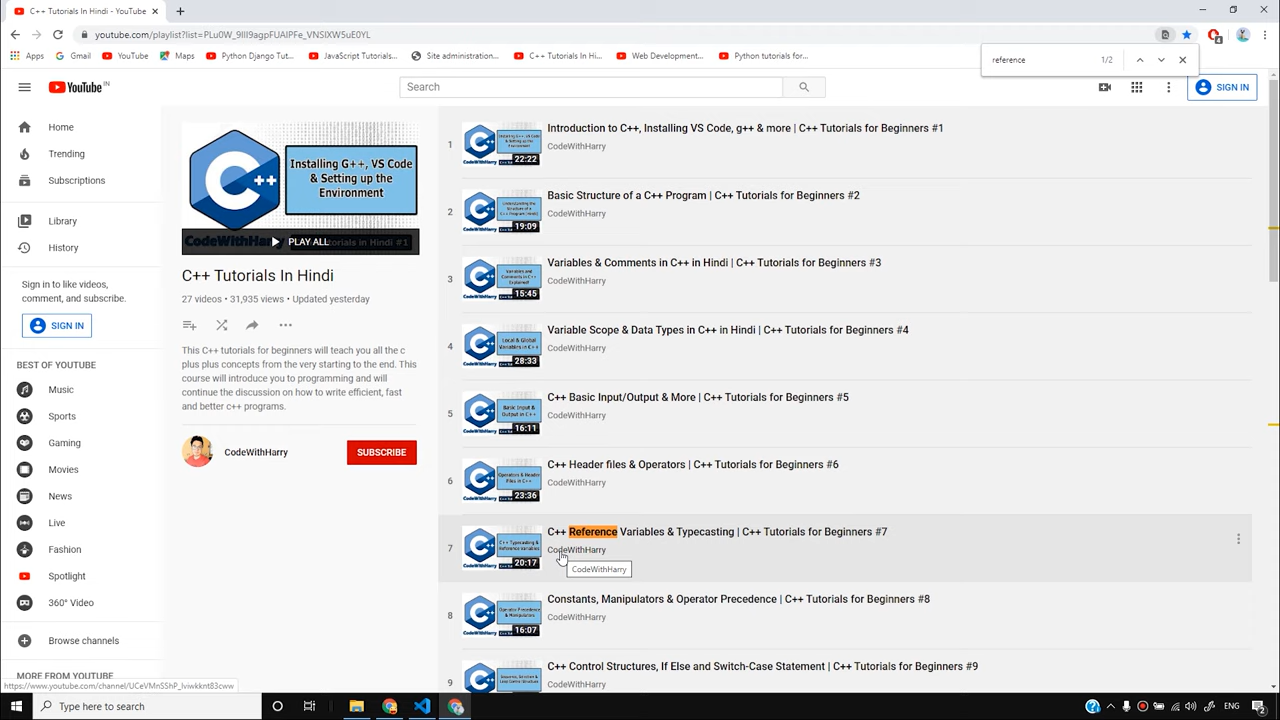 C++ Tutorials In Hindi - YouTube
youtube.com/playlist?list=PLu0W_9lII9agpFUAlPFe_VNSlXW5uE0YL
Apps Gmail YouTube Maps Python Django Tut... JavaScript Tutorials... Site administration... C++ Tutorials In Hi... Web Development... Python tutorials for...
reference 1/2
YouTube IN
Search
SIGN IN
Home
Trending
Subscriptions
Library
History
Sign in to like videos,
comment, and subscribe.
SIGN IN
BEST OF YOUTUBE
Music
Sports
Gaming
Movies
News
Live
Fashion
Spotlight
360° Video
Browse channels
MORE FROM YOUTUBE
https://www.youtube.com/channel/UCeVMnSShP_Iviwkknt83cww
C++
Installing G++, VS Code
& Setting up the
Environment
CodeWithHarry
PLAY ALL
C++ Tutorials In Hindi
27 videos • 31,935 views • Updated yesterday
This C++ tutorials for beginners will teach you all the c
plus plus concepts from the very starting to the end. This
course will introduce you to programming and will
continue the discussion on how to write efficient, fast
and better c++ programs.
CodeWithHarry
SUBSCRIBE
1 22:22 Introduction to C++, Installing VS Code, g++ & more | C++ Tutorials for Beginners #1
CodeWithHarry
2 19:09 Basic Structure of a C++ Program | C++ Tutorials for Beginners #2
CodeWithHarry
3 15:45 Variables & Comments in C++ in Hindi | C++ Tutorials for Beginners #3
CodeWithHarry
4 28:33 Variable Scope & Data Types in C++ in Hindi | C++ Tutorials for Beginners #4
CodeWithHarry
5 16:11 C++ Basic Input/Output & More | C++ Tutorials for Beginners #5
CodeWithHarry
6 23:36 C++ Header files & Operators | C++ Tutorials for Beginners #6
CodeWithHarry
7 20:17 C++ Reference Variables & Typecasting | C++ Tutorials for Beginners #7
CodeWithHarry
CodeWithHarry
8 16:07 Constants, Manipulators & Operator Precedence | C++ Tutorials for Beginners #8
CodeWithHarry
9 C++ Control Structures, If Else and Switch-Case Statement | C++ Tutorials for Beginners #9
CodeWithHarry
Type here to search
ENG